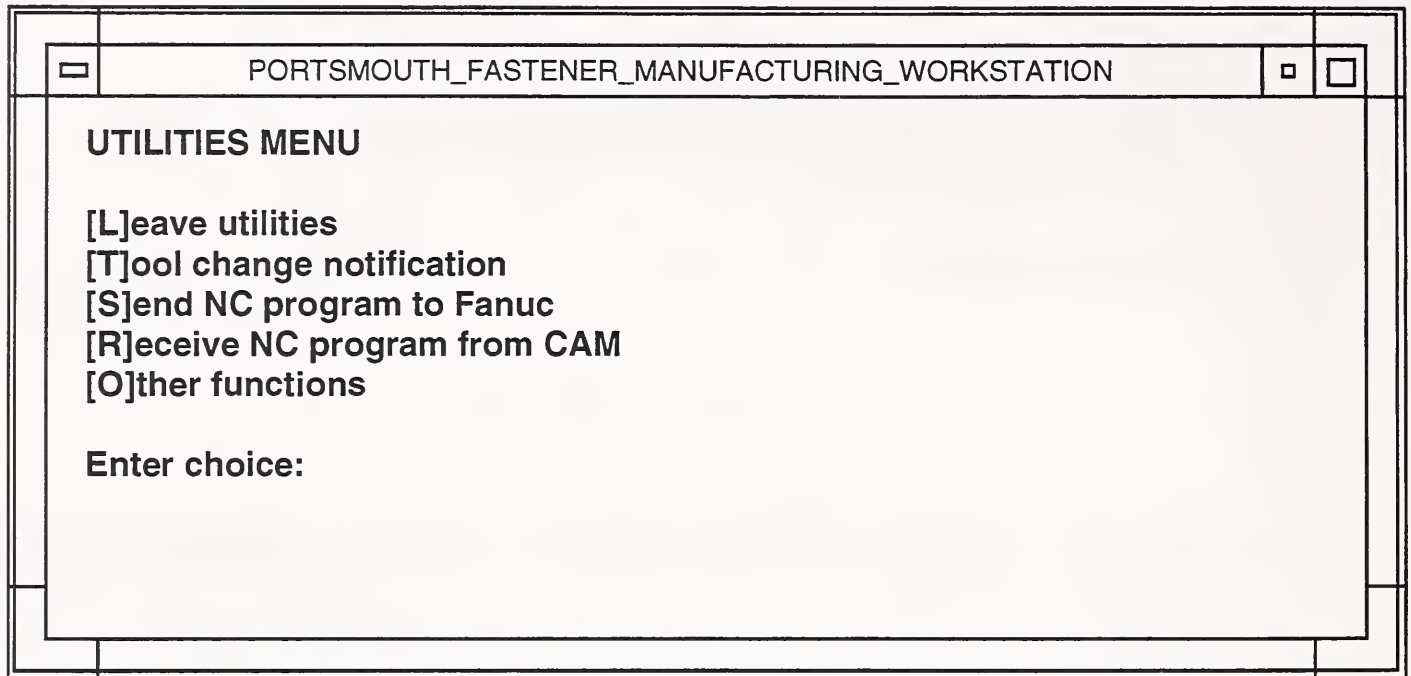 PORTSMOUTH_FASTENER_MANUFACTURING_WORKSTATION
UTILITIES MENU
[L]eave utilities
[T]ool change notification
[S]end NC program to Fanuc
[R]eceive NC program from CAM
[O]ther functions
Enter choice: